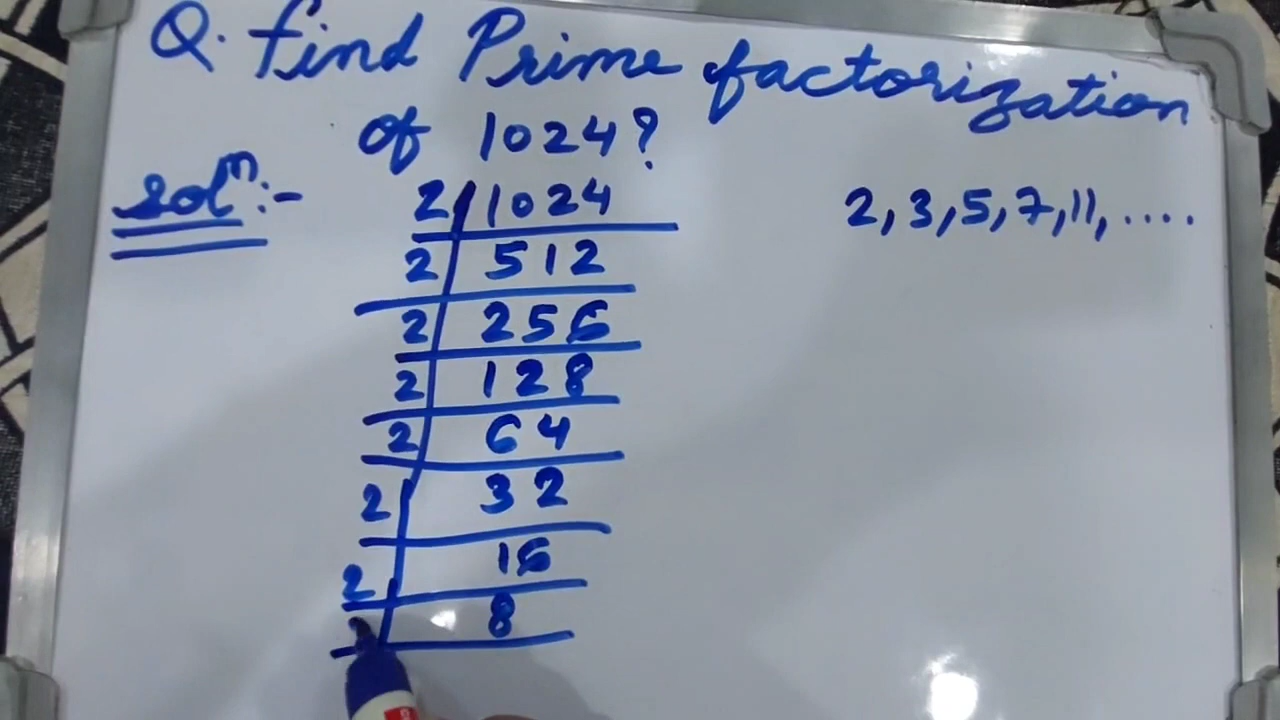 Q. find Prime factorization
of 1024?
Solⁿ:-
2, 3, 5, 7, 11, ....
2 | 1024
2 | 512
2 | 256
2 | 128
2 | 64
2 | 32
2 | 16
8